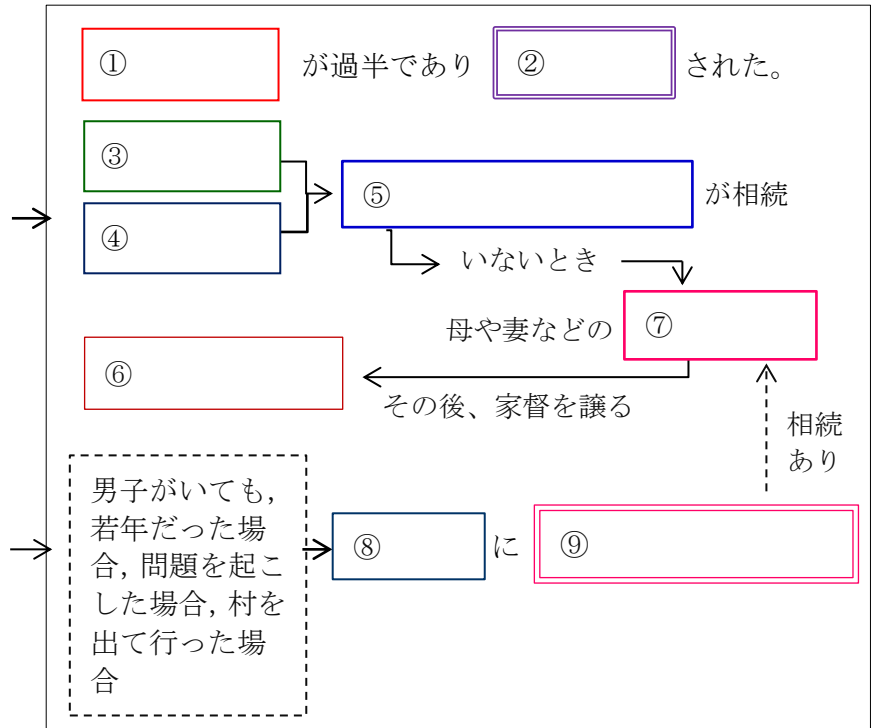 ① が過半であり ② された。
③
④
⑤ が相続
いないとき
母や妻などの ⑦
⑥
その後、家督を譲る
相続
あり
男子がいても,
若年だった場
合, 問題を起こ
した場合, 村を
出て行った場
合
⑧ に ⑨